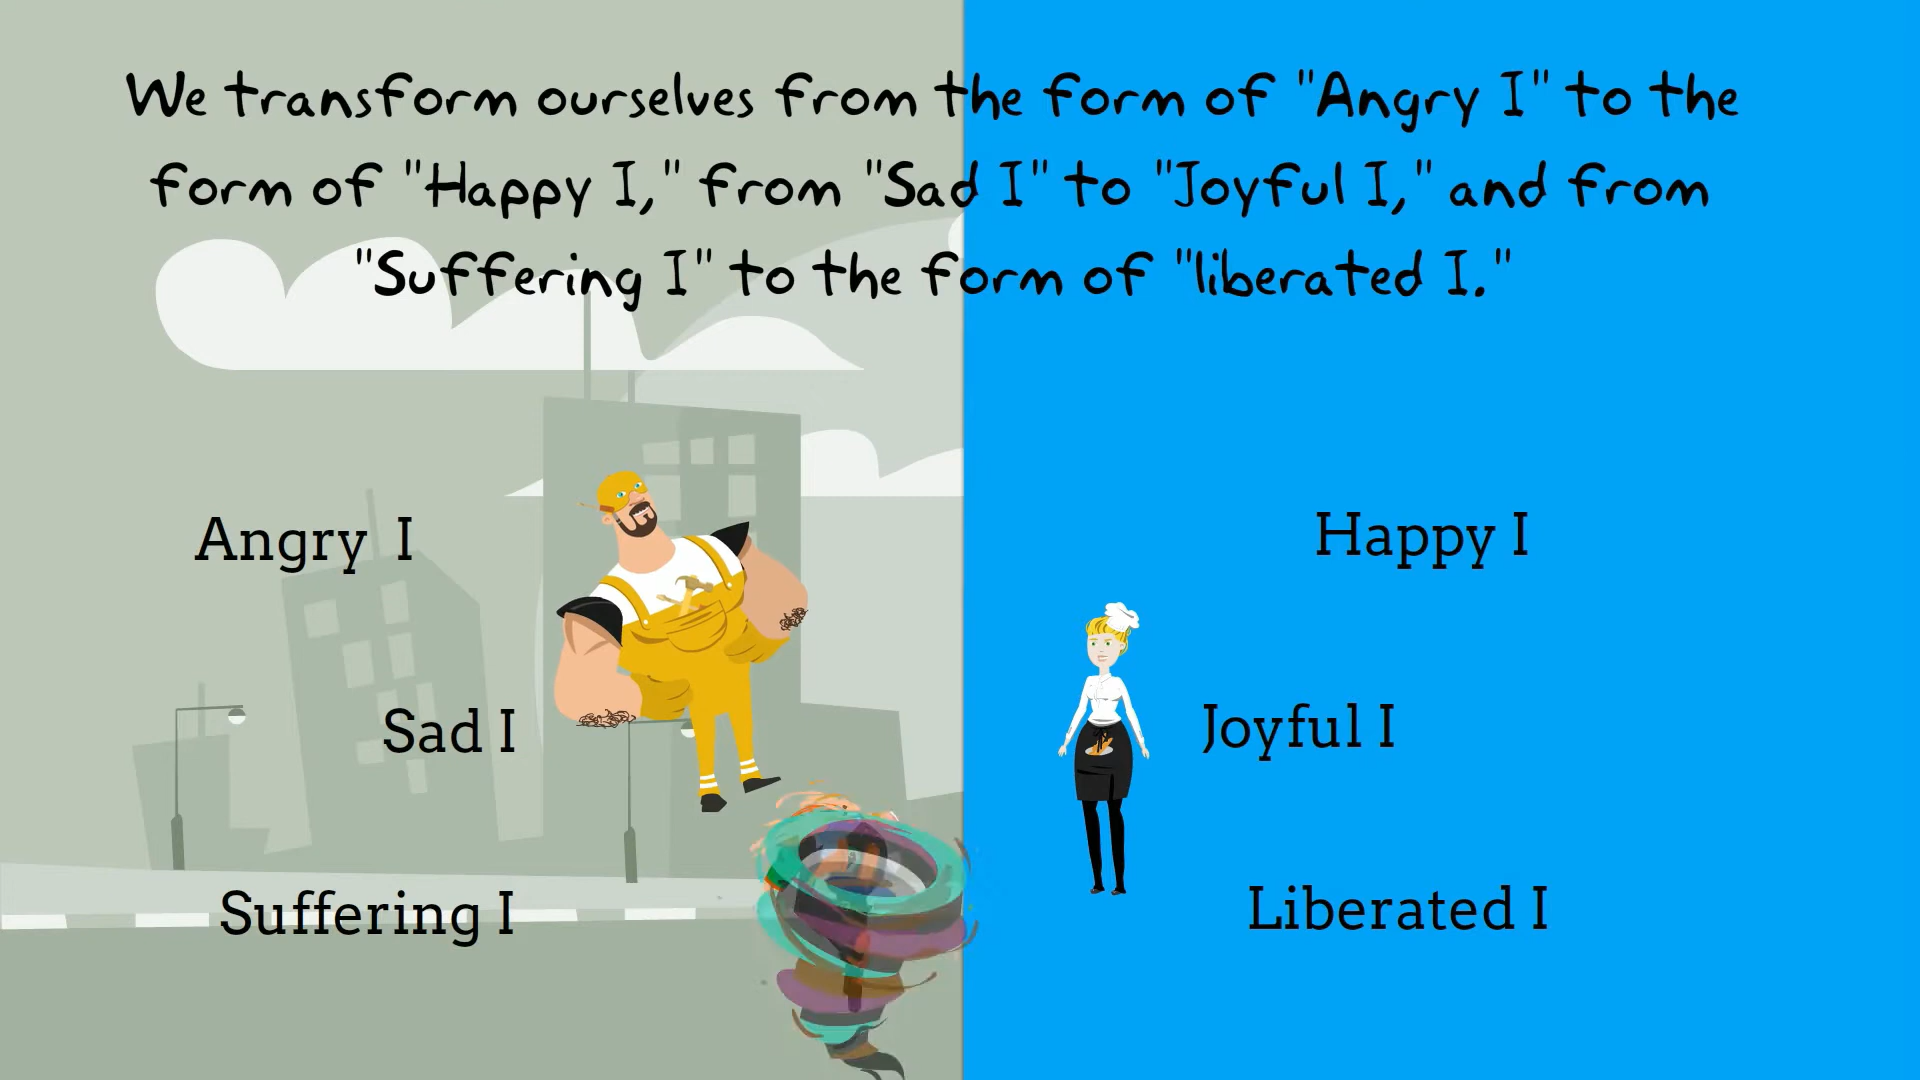 We transform ourselves from the form of "Angry I" to the
form of "Happy I," from "Sad I" to "Joyful I," and from
"Suffering I" to the form of "liberated I."
Angry I
Happy I
Sad I
Joyful I
Suffering I
Liberated I